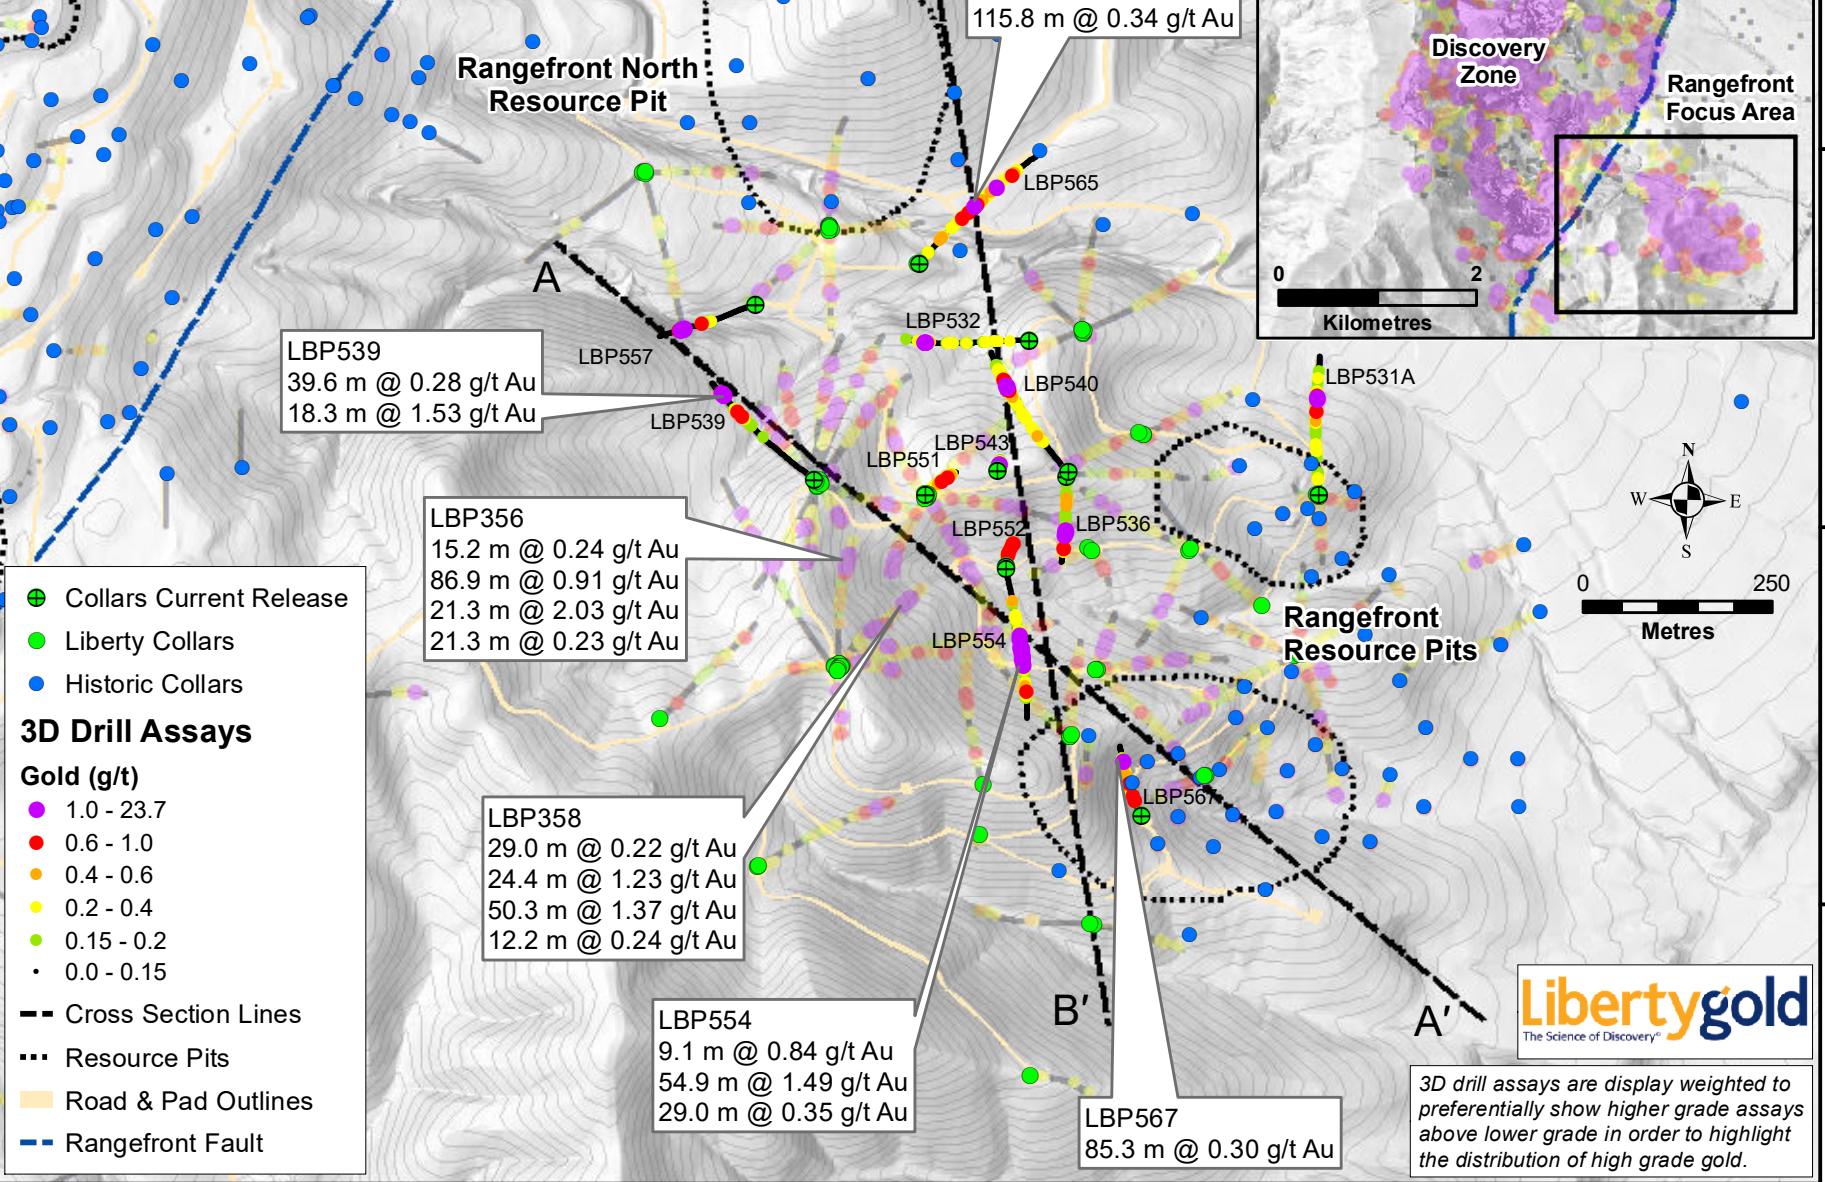 115.8 m @ 0.34 g/t Au
Rangefront North
Resource Pit
Discovery
Zone
Rangefront
Focus Area
0 2
Kilometres
LBP565
A
LBP532
LBP557
LBP540
LBP531A
LBP539
39.6 m @ 0.28 g/t Au
18.3 m @ 1.53 g/t Au
LBP539
LBP543
LBP551
LBP552
LBP536
N
W E
S
LBP356
15.2 m @ 0.24 g/t Au
86.9 m @ 0.91 g/t Au
21.3 m @ 2.03 g/t Au
21.3 m @ 0.23 g/t Au
0 250
Metres
Rangefront
Resource Pits
LBP554
LBP567
Collars Current Release
Liberty Collars
Historic Collars
3D Drill Assays
Gold (g/t)
1.0 - 23.7
0.6 - 1.0
0.4 - 0.6
0.2 - 0.4
0.15 - 0.2
0.0 - 0.15
Cross Section Lines
Resource Pits
Road & Pad Outlines
Rangefront Fault
LBP358
29.0 m @ 0.22 g/t Au
24.4 m @ 1.23 g/t Au
50.3 m @ 1.37 g/t Au
12.2 m @ 0.24 g/t Au
LBP554
9.1 m @ 0.84 g/t Au
54.9 m @ 1.49 g/t Au
29.0 m @ 0.35 g/t Au
B'
A'
LBP567
85.3 m @ 0.30 g/t Au
Libertygold
The Science of Discovery©
3D drill assays are display weighted to
preferentially show higher grade assays
above lower grade in order to highlight
the distribution of high grade gold.